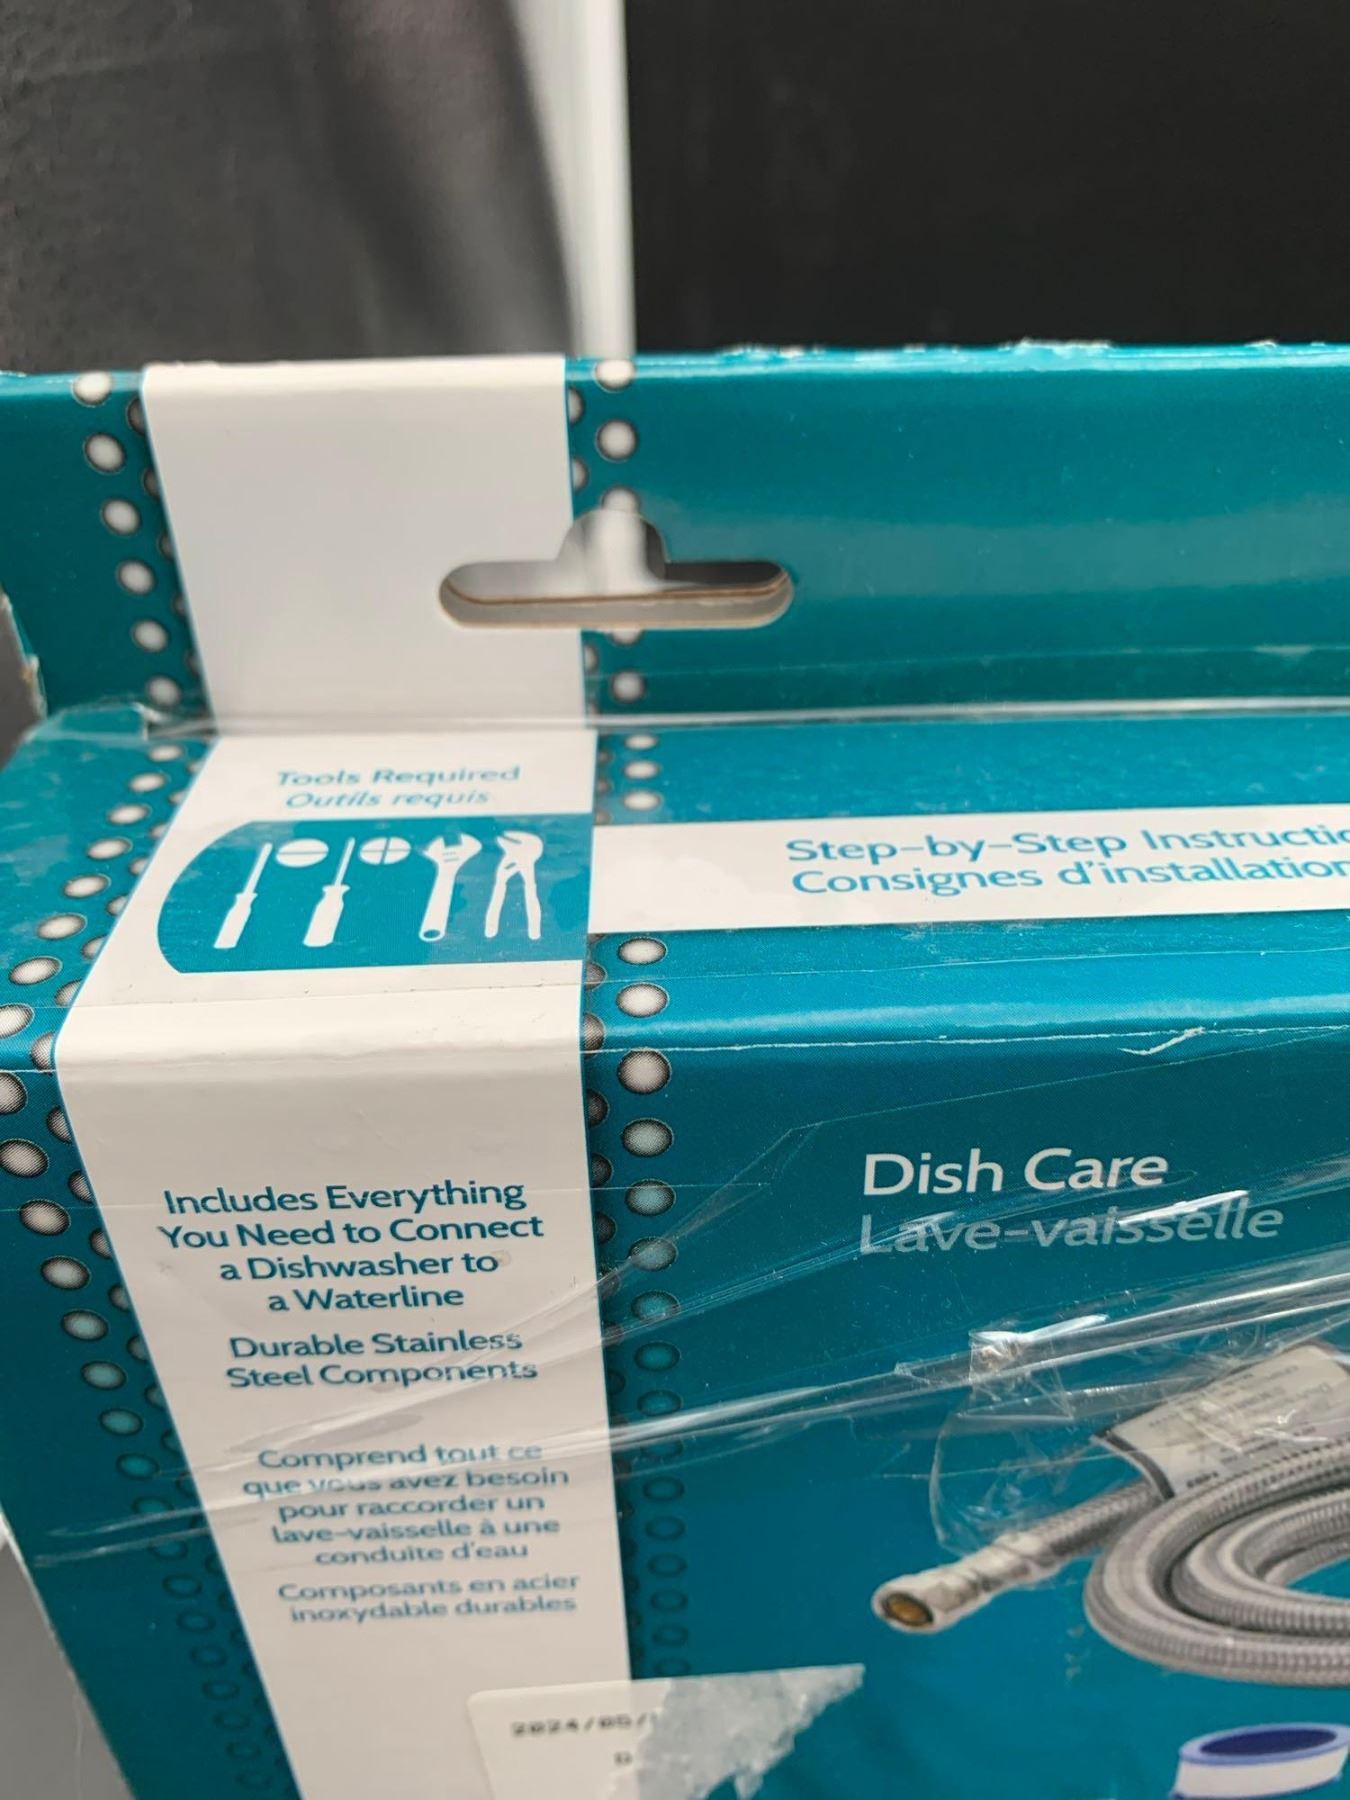 Tools Required
Outils requis
Step-by-Step
Consignes d'installation
Includes Everything
You Need to Connect
a Dishwasher to
a Waterline
Durable Stainless
Steel Components
Comprend tout ce
que vous avez besoin
pour raccorder un
lave-vaisselle à une
conduite d'eau
Composants en acier
inoxydable durables
Dish Care
Lave-vaisselle
2024/05/
D